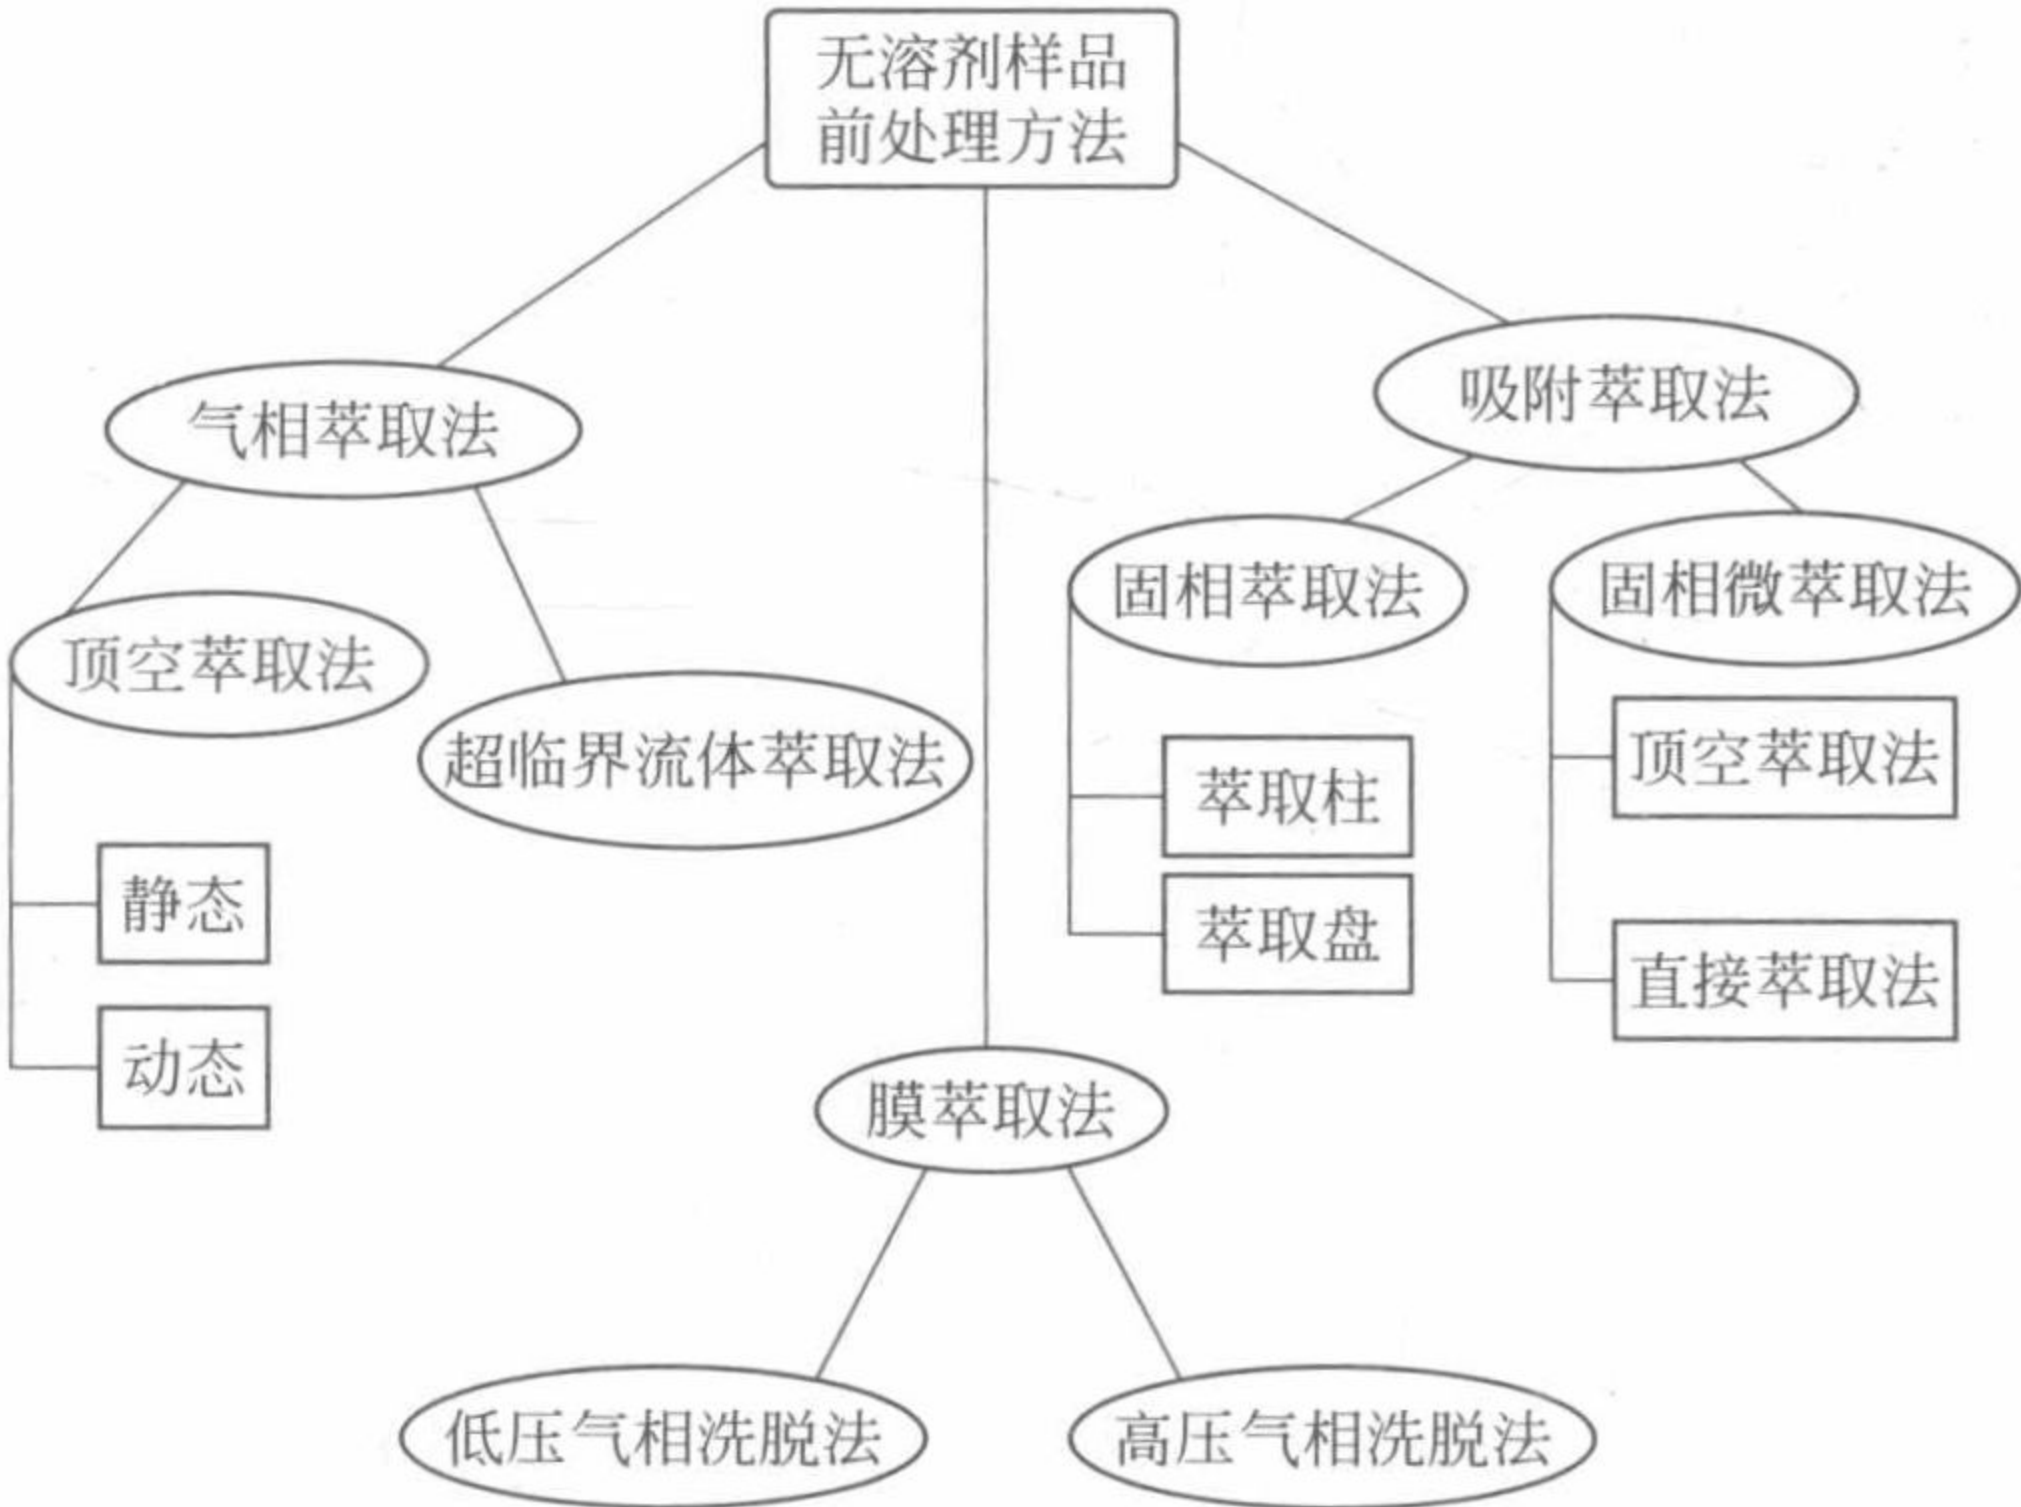 无溶剂样品
前处理方法
气相萃取法
吸附萃取法
顶空萃取法
超临界流体萃取法
固相萃取法
固相微萃取法
静态
动态
萃取柱
萃取盘
顶空萃取法
直接萃取法
膜萃取法
低压气相洗脱法
高压气相洗脱法